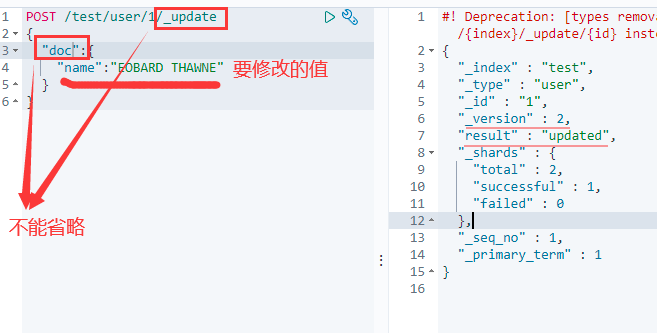 1 POST /test/user/1/_update
2 {
3 "doc":{
4 "name":"EOBARD THAWNE" 要修改的值
5 }
6 }
不能省略
1 #! Deprecation: [types remova
/{index}/_update/{id} inste
2 {
3 "_index" : "test",
4 "_type" : "user",
5 "_id" : "1",
6 "_version" : 2,
7 "result" : "updated",
8 "_shards" : {
9 "total" : 2,
10 "successful" : 1,
11 "failed" : 0
12 },
13 "_seq_no" : 1,
14 "_primary_term" : 1
15 }
16